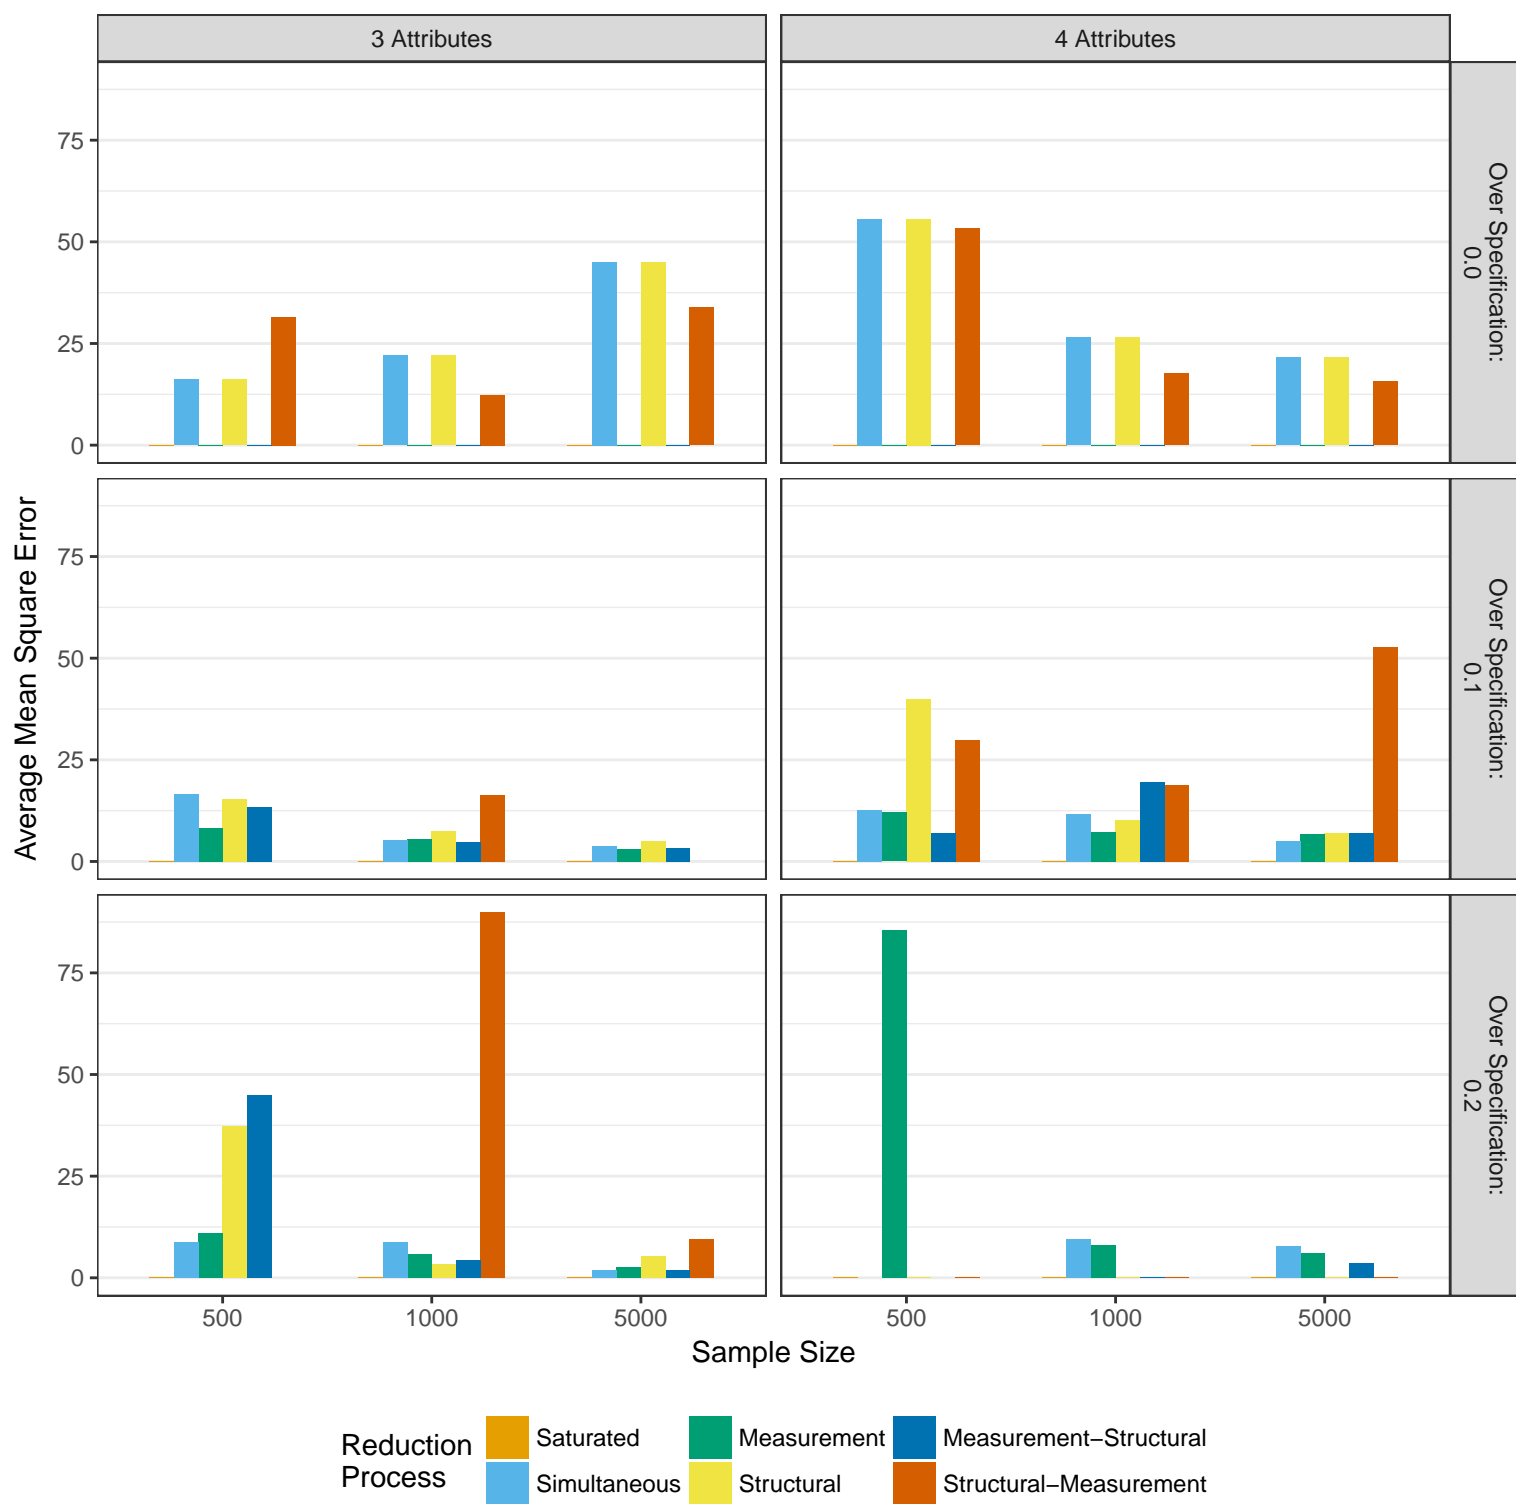 3 Attributes
4 Attributes
75
50
25
0
Over Specification:
0.0
75
50
25
0
Over Specification:
0.1
75
50
25
0
Over Specification:
0.2
Average Mean Square Error
500
1000
5000
500
1000
5000
Sample Size
Reduction
Process
Saturated
Measurement
Measurement−Structural
Simultaneous
Structural
Structural−Measurement